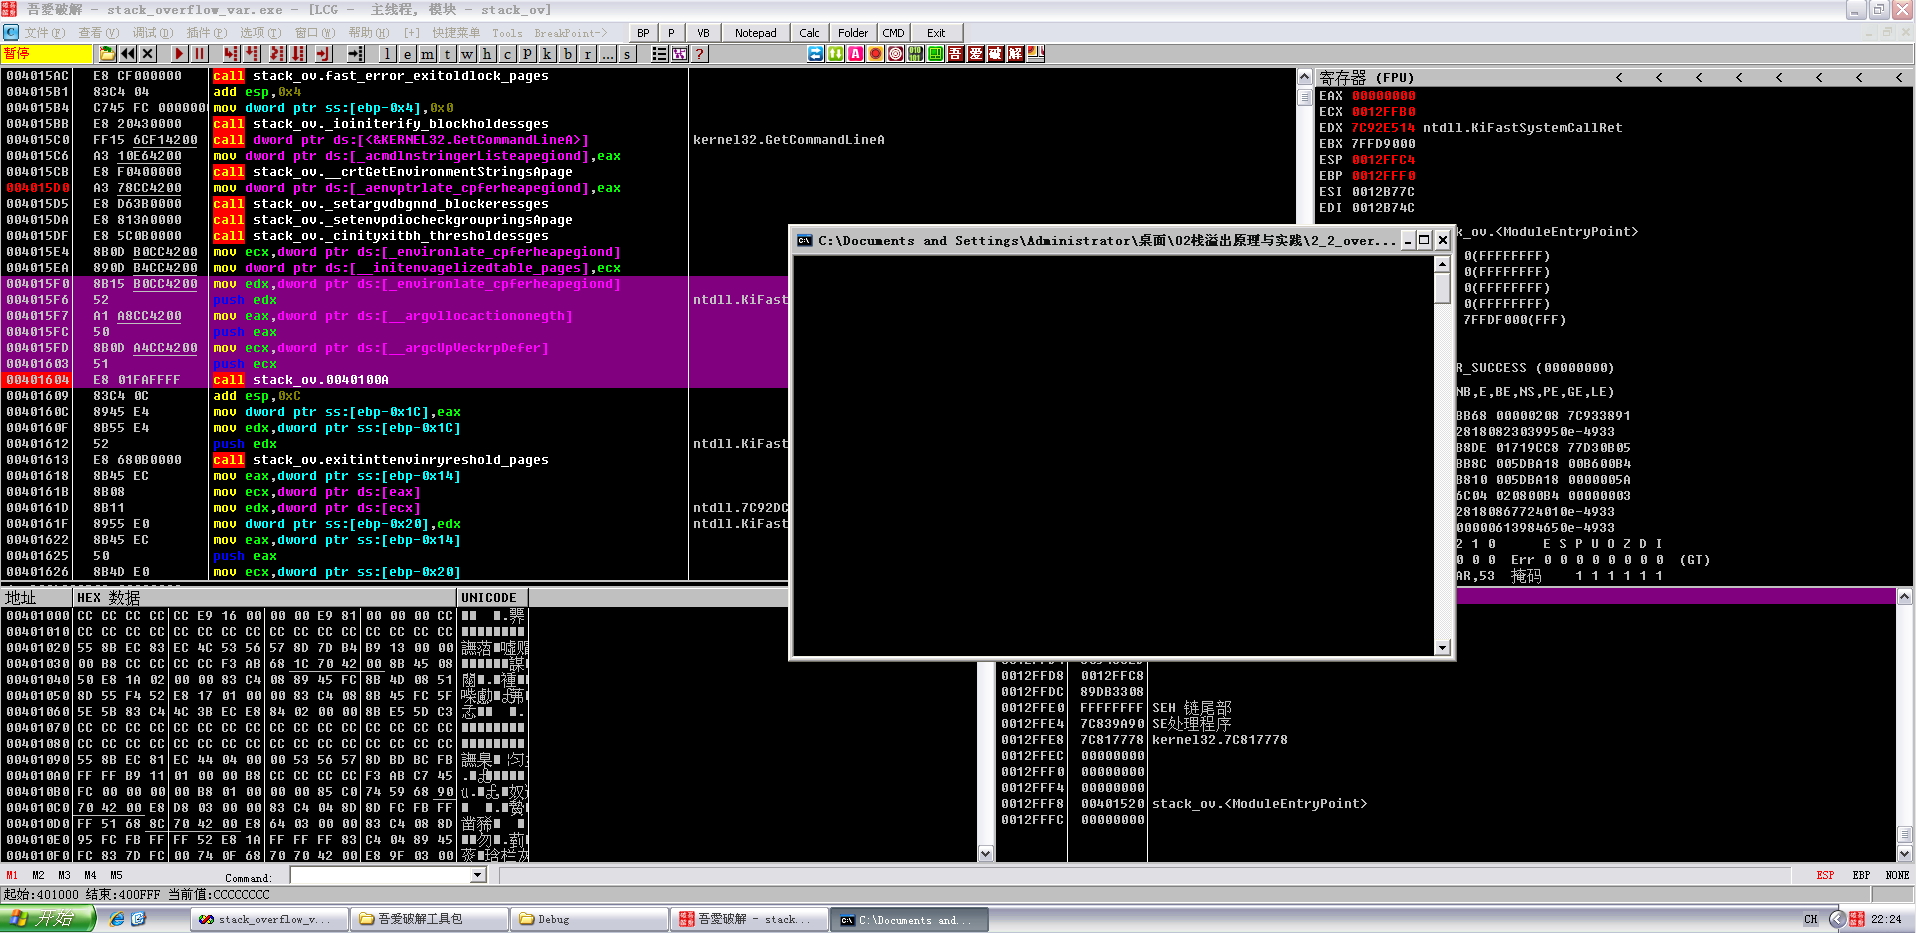 吾爱破解 - stack_overflow_var.exe - [LCG - 主线程, 模块 - stack_ov]
文件(F) 查看(V) 调试(D) 插件(P) 选项(T) 窗口(W) 帮助(H) [+] 快捷菜单 Tools BreakPoint->
BP P VB Notepad Calc Folder CMD Exit
暂停
l e m t w h c p k b r ... s
吾 爱 破 解
004015AC E8 CF000000 call stack_ov.fast_error_exitoldlock_pages
004015B1 83C4 04 add esp,0x4
004015B4 C745 FC 0000000 mov dword ptr ss:[ebp-0x4],0x0
004015BB E8 20430000 call stack_ov._ioiniterify_blockholdessges
004015C0 FF15 6CF14200 call dword ptr ds:[<&KERNEL32.GetCommandLineA>] kernel32.GetCommandLineA
004015C6 A3 10E64200 mov dword ptr ds:[_acmdlnstringerListeapegiond],eax
004015CB E8 F0400000 call stack_ov.__crtGetEnvironmentStringsApage
004015D0 A3 78CC4200 mov dword ptr ds:[_aenvptrlate_cpferheapegiond],eax
004015D5 E8 D63B0000 call stack_ov._setargvdbgnnd_blockeressges
004015DA E8 813A0000 call stack_ov._setenvpdiocheckgroupringsApage
004015DF E8 5C0B0000 call stack_ov._cinityxitbh_thresholdessges
004015E4 8B0D B0CC4200 mov ecx,dword ptr ds:[_environlate_cpferheapegiond]
004015EA 890D B4CC4200 mov dword ptr ds:[__initenvagelizedtable_pages],ecx
004015F0 8B15 B0CC4200 mov edx,dword ptr ds:[_environlate_cpferheapegiond]
004015F6 52 push edx ntdll.KiFast
004015F7 A1 A8CC4200 mov eax,dword ptr ds:[__argvllocactiononegth]
004015FC 50 push eax
004015FD 8B0D A4CC4200 mov ecx,dword ptr ds:[__argcUpVeckrpDefer]
00401603 51 push ecx
00401604 E8 01FAFFFF call stack_ov.0040100A
00401609 83C4 0C add esp,0xC
0040160C 8945 E4 mov dword ptr ss:[ebp-0x1C],eax
0040160F 8B55 E4 mov edx,dword ptr ss:[ebp-0x1C]
00401612 52 push edx ntdll.KiFast
00401613 E8 680B0000 call stack_ov.exitinttenvinryreshold_pages
00401618 8B45 EC mov eax,dword ptr ss:[ebp-0x14]
0040161B 8B08 mov ecx,dword ptr ds:[eax]
0040161D 8B11 mov edx,dword ptr ds:[ecx] ntdll.7C92DC
0040161F 8955 E0 mov dword ptr ss:[ebp-0x20],edx ntdll.KiFast
00401622 8B45 EC mov eax,dword ptr ss:[ebp-0x14]
00401625 50 push eax
00401626 8B4D E0 mov ecx,dword ptr ss:[ebp-0x20]
寄存器 (FPU) < < < < < < < <
EAX 00000000
ECX 0012FFB0
EDX 7C92E514 ntdll.KiFastSystemCallRet
EBX 7FFD9000
ESP 0012FFC4
EBP 0012FFF0
ESI 0012B77C
EDI 0012B74C
_ov.<ModuleEntryPoint>
0(FFFFFFFF)
0(FFFFFFFF)
0(FFFFFFFF)
0(FFFFFFFF)
7FFDF000(FFF)
R_SUCCESS (00000000)
NB,E,BE,NS,PE,GE,LE)
BB68 00000208 7C933891
28180823039950e-4933
B8DE 01719CC8 77D30B05
BB8C 005DBA18 00B600B4
B810 005DBA18 0000005A
6C04 020800B4 00000003
28180867724010e-4933
00000613984650e-4933
2 1 0 E S P U O Z D I
0 0 0 Err 0 0 0 0 0 0 0 0 (GT)
AR,53 掩码 1 1 1 1 1 1
C:\Documents and Settings\Administrator\桌面\02栈溢出原理与实践\2_2_over...
地址 HEX 数据 UNICODE
00401000 CC CC CC CC CC E9 16 00 00 00 E9 81 00 00 00 CC
00401010 CC CC CC CC CC CC CC CC CC CC CC CC CC CC CC CC
00401020 55 8B EC 83 EC 4C 53 56 57 8D 7D B4 B9 13 00 00
00401030 00 B8 CC CC CC CC F3 AB 68 1C 70 42 00 8B 45 08
00401040 50 E8 1A 02 00 00 83 C4 08 89 45 FC 8B 4D 08 51
00401050 8D 55 F4 52 E8 17 01 00 00 83 C4 08 8B 45 FC 5F
00401060 5E 5B 83 C4 4C 3B EC E8 84 02 00 00 8B E5 5D C3
00401070 CC CC CC CC CC CC CC CC CC CC CC CC CC CC CC CC
00401080 CC CC CC CC CC CC CC CC CC CC CC CC CC CC CC CC
00401090 55 8B EC 81 EC 44 04 00 00 53 56 57 8D BD BC FB
004010A0 FF FF B9 11 01 00 00 B8 CC CC CC CC F3 AB C7 45
004010B0 FC 00 00 00 00 B8 01 00 00 00 85 C0 74 59 68 90
004010C0 70 42 00 E8 D8 03 00 00 83 C4 04 8D 8D FC FB FF
004010D0 FF 51 68 8C 70 42 00 E8 64 03 00 00 83 C4 08 8D
004010E0 95 FC FB FF FF 52 E8 1A FF FF FF 83 C4 04 89 45
004010F0 FC 83 7D FC 00 74 0F 68 70 70 42 00 E8 9F 03 00
0012FFD8 0012FFC8
0012FFDC 89DB3308
0012FFE0 FFFFFFFF SEH 链尾部
0012FFE4 7C839A90 SE处理程序
0012FFE8 7C817778 kernel32.7C817778
0012FFEC 00000000
0012FFF0 00000000
0012FFF4 00000000
0012FFF8 00401520 stack_ov.<ModuleEntryPoint>
0012FFFC 00000000
M1 M2 M3 M4 M5 Command: ESP EBP NONE
起始:401000 结束:400FFF 当前值:CCCCCCCC
开始 stack_overflow_v... 吾爱破解工具包 Debug 吾爱破解 - stack... C:\Documents and... CH 22:24